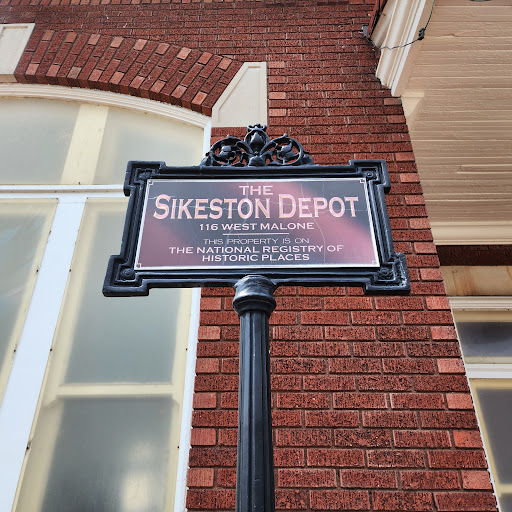 THE
SIKESTON DEPOT
116 WEST MALONE
THIS PROPERTY IS ON
THE NATIONAL REGISTRY OF
HISTORIC PLACES